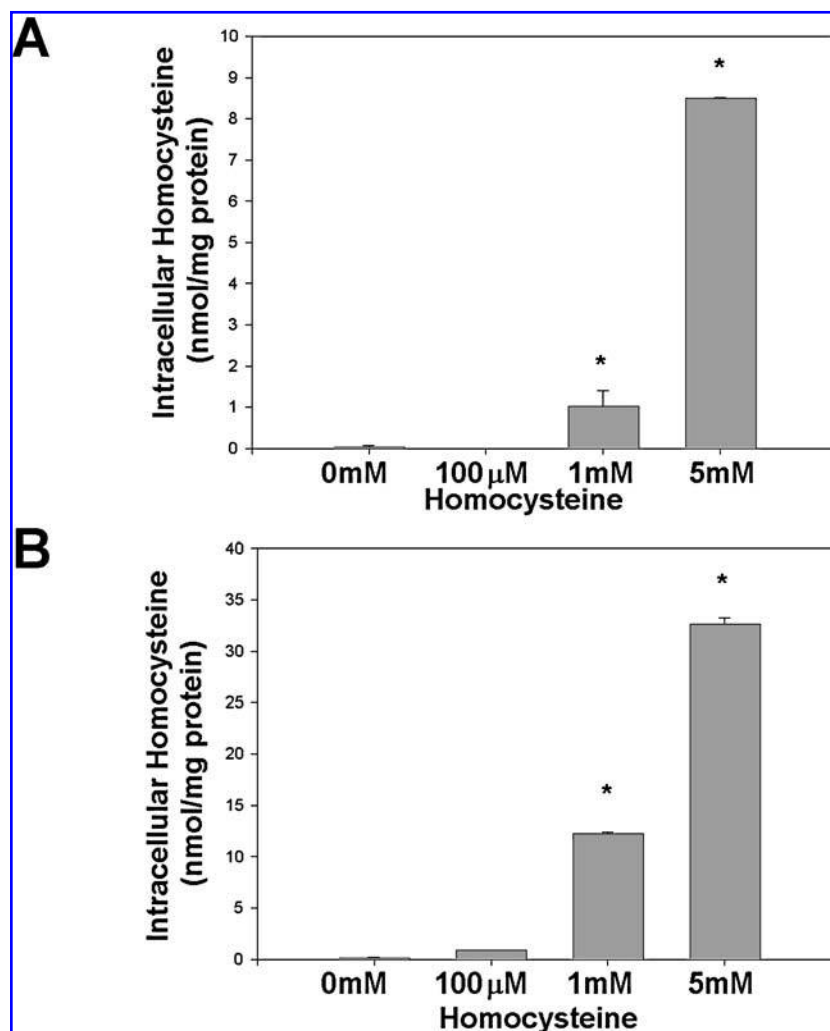 A
Intracellular Homocysteine
(nmol/mg protein)
10
9
8
7
6
5
4
3
2
1
0
*
*
0mM 100μM 1mM 5mM
Homocysteine
B
Intracellular Homocysteine
(nmol/mg protein)
40
35
30
25
20
15
10
5
0
*
*
0mM 100μM 1mM 5mM
Homocysteine